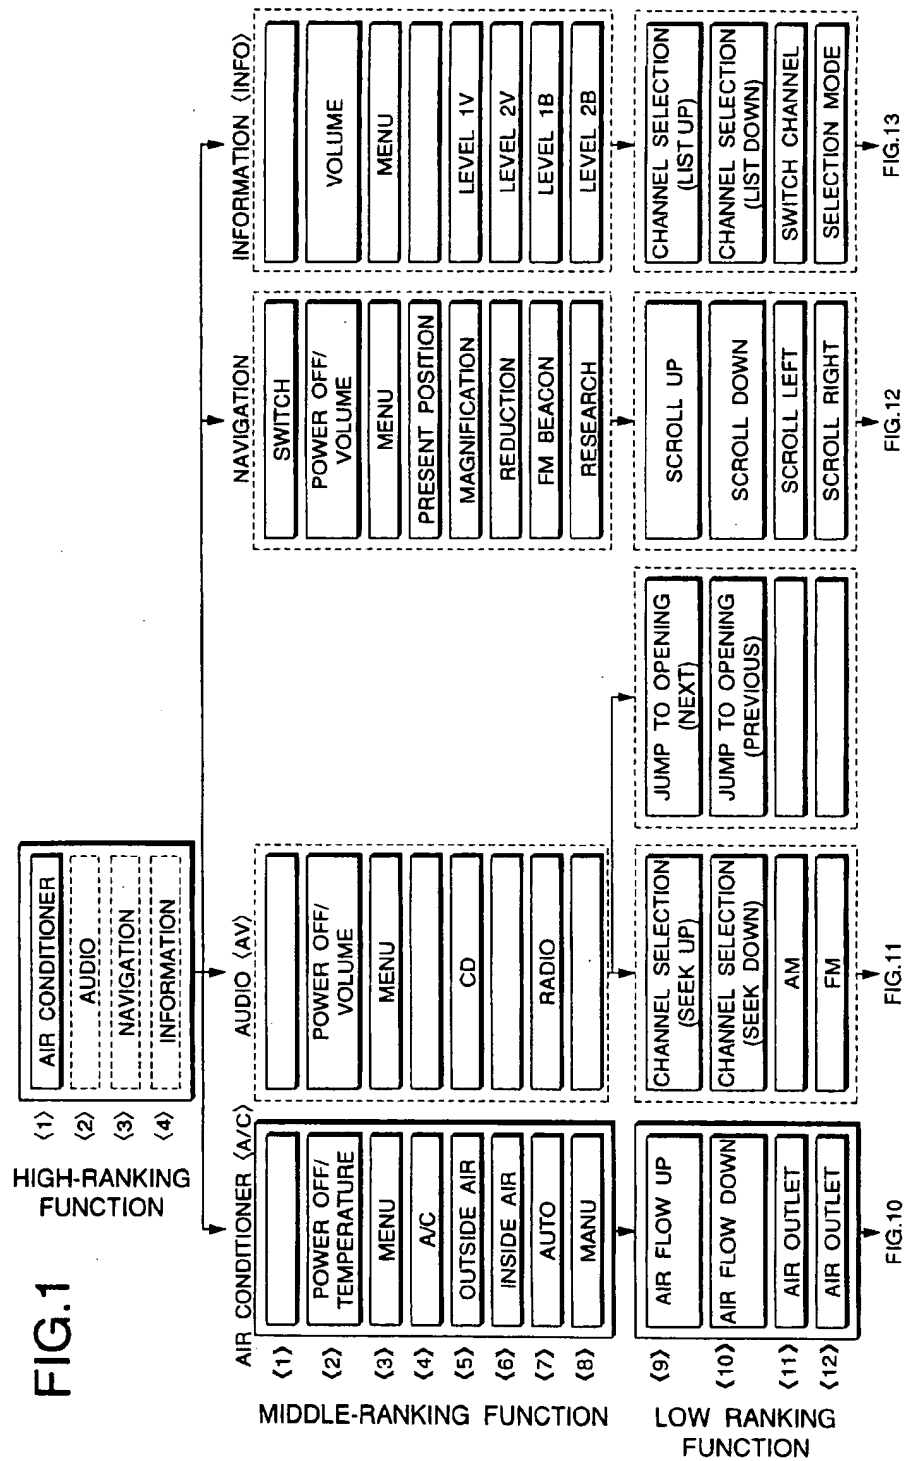 FIG.1
HIGH-RANKING
FUNCTION
⟨1⟩ AIR CONDITIONER
⟨2⟩ AUDIO
⟨3⟩ NAVIGATION
⟨4⟩ INFORMATION
MIDDLE-RANKING FUNCTION
⟨1⟩
⟨2⟩
⟨3⟩
⟨4⟩
⟨5⟩
⟨6⟩
⟨7⟩
⟨8⟩
AIR CONDITIONER ⟨A/C⟩
POWER OFF/
TEMPERATURE
MENU
A/C
OUTSIDE AIR
INSIDE AIR
AUTO
MANU
AUDIO ⟨AV⟩
POWER OFF/
VOLUME
MENU
CD
RADIO
NAVIGATION
SWITCH
POWER OFF/
VOLUME
MENU
PRESENT POSITION
MAGNIFICATION
REDUCTION
FM BEACON
RESEARCH
INFORMATION ⟨INFO⟩
VOLUME
MENU
LEVEL 1V
LEVEL 2V
LEVEL 1B
LEVEL 2B
LOW RANKING
FUNCTION
⟨9⟩
⟨10⟩
⟨11⟩
⟨12⟩
AIR FLOW UP
AIR FLOW DOWN
AIR OUTLET
AIR OUTLET
FIG.10
CHANNEL SELECTION
(SEEK UP)
CHANNEL SELECTION
(SEEK DOWN)
AM
FM
FIG.11
JUMP TO OPENING
(NEXT)
JUMP TO OPENING
(PREVIOUS)
SCROLL UP
SCROLL DOWN
SCROLL LEFT
SCROLL RIGHT
FIG.12
CHANNEL SELECTION
(LIST UP)
CHANNEL SELECTION
(LIST DOWN)
SWITCH CHANNEL
SELECTION MODE
FIG.13